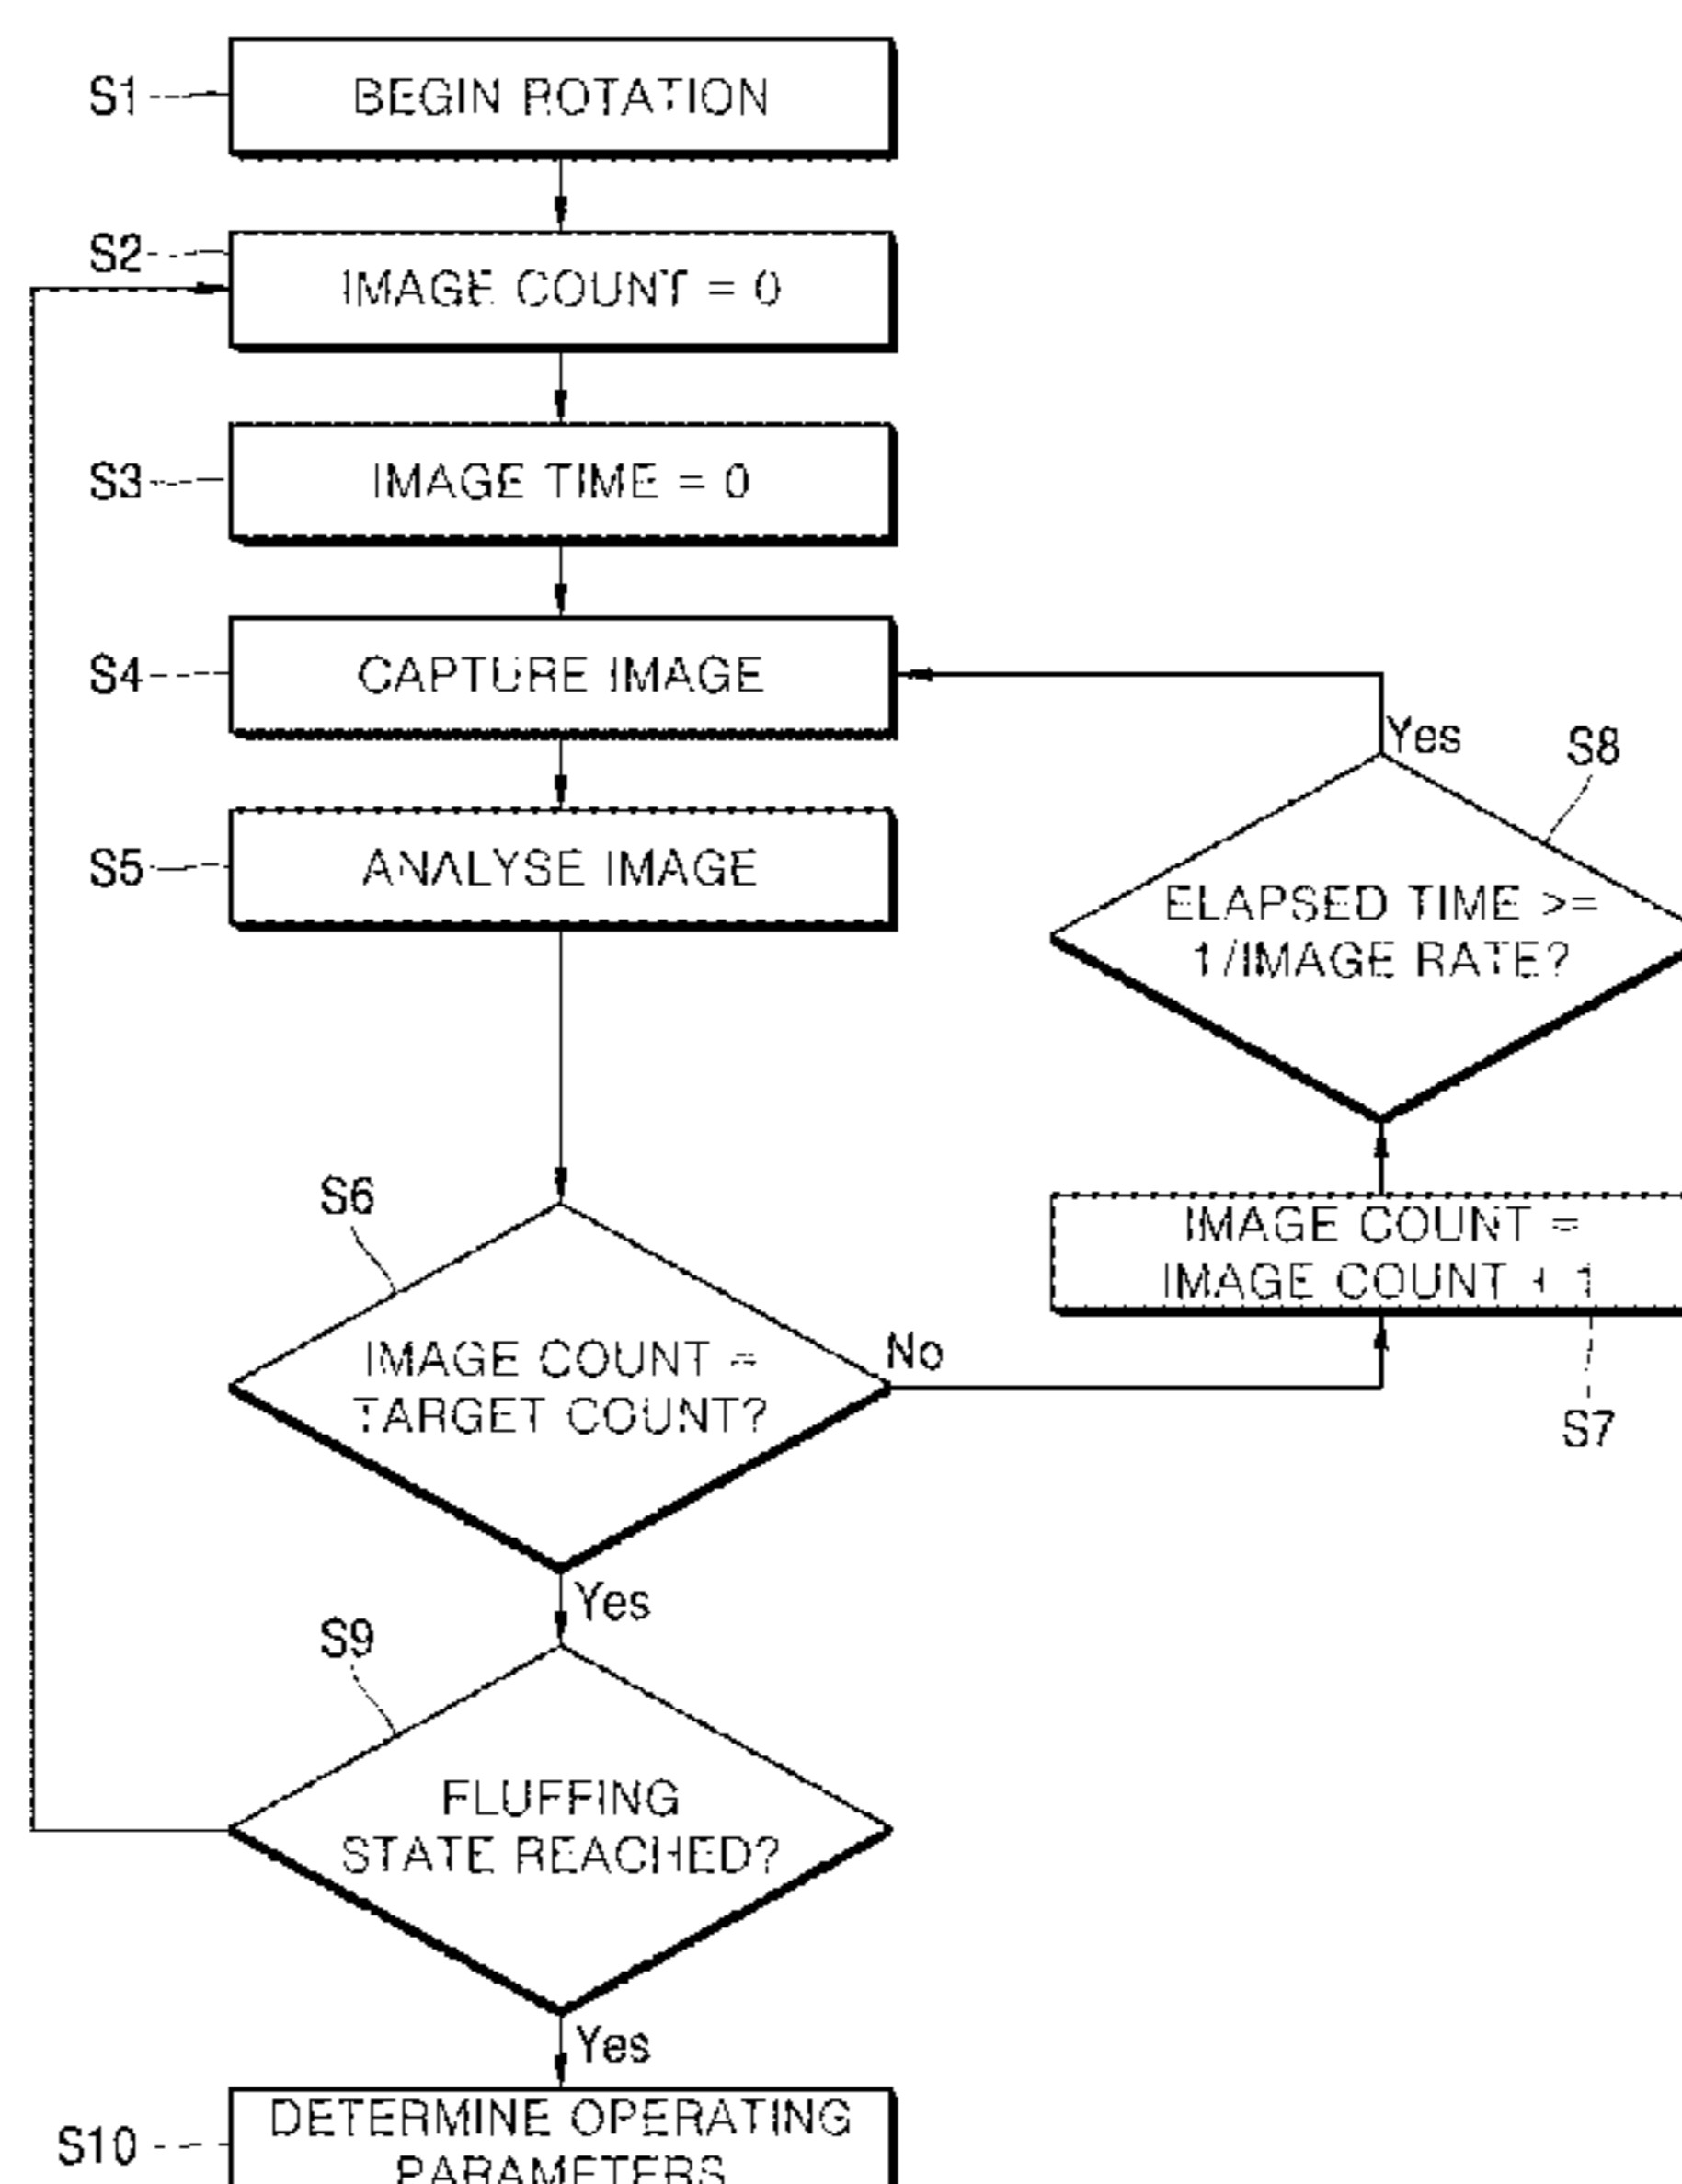 S1
BEGIN ROTATION
S2
IMAGE COUNT = 0
S3
IMAGE TIME = 0
S4
CAPTURE IMAGE
S5
ANALYSE IMAGE
Yes
S8
ELAPSED TIME >=
1/IMAGE RATE?
S6
IMAGE COUNT =
IMAGE COUNT + 1
IMAGE COUNT =
TARGET COUNT?
No
S7
Yes
S9
FLUFFING
STATE REACHED?
Yes
S10
DETERMINE OPERATING
PARAMETERS